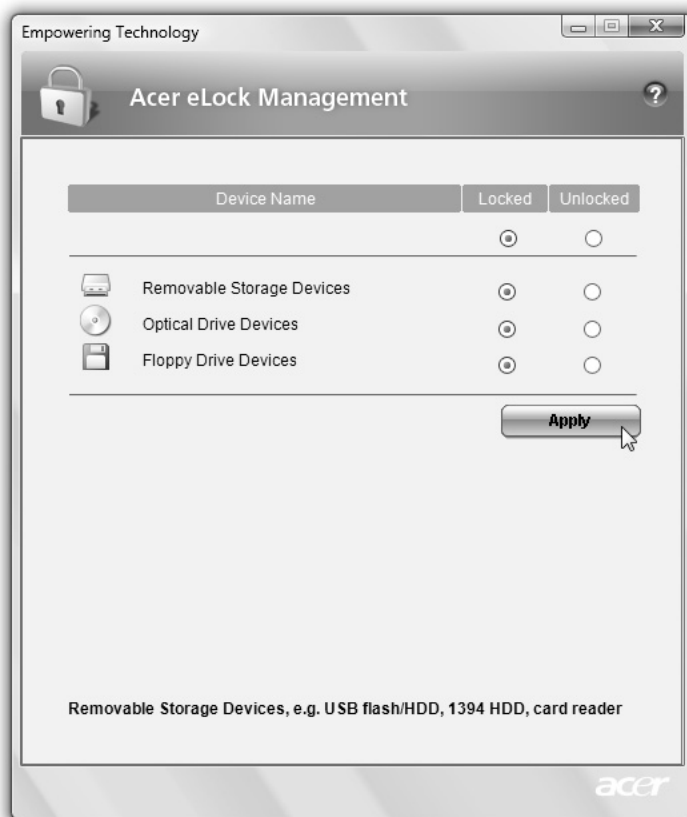 Empowering Technology
Acer eLock Management
?
Device Name Locked Unlocked
Removable Storage Devices
Optical Drive Devices
Floppy Drive Devices
Apply
Removable Storage Devices, e.g. USB flash/HDD, 1394 HDD, card reader
acer